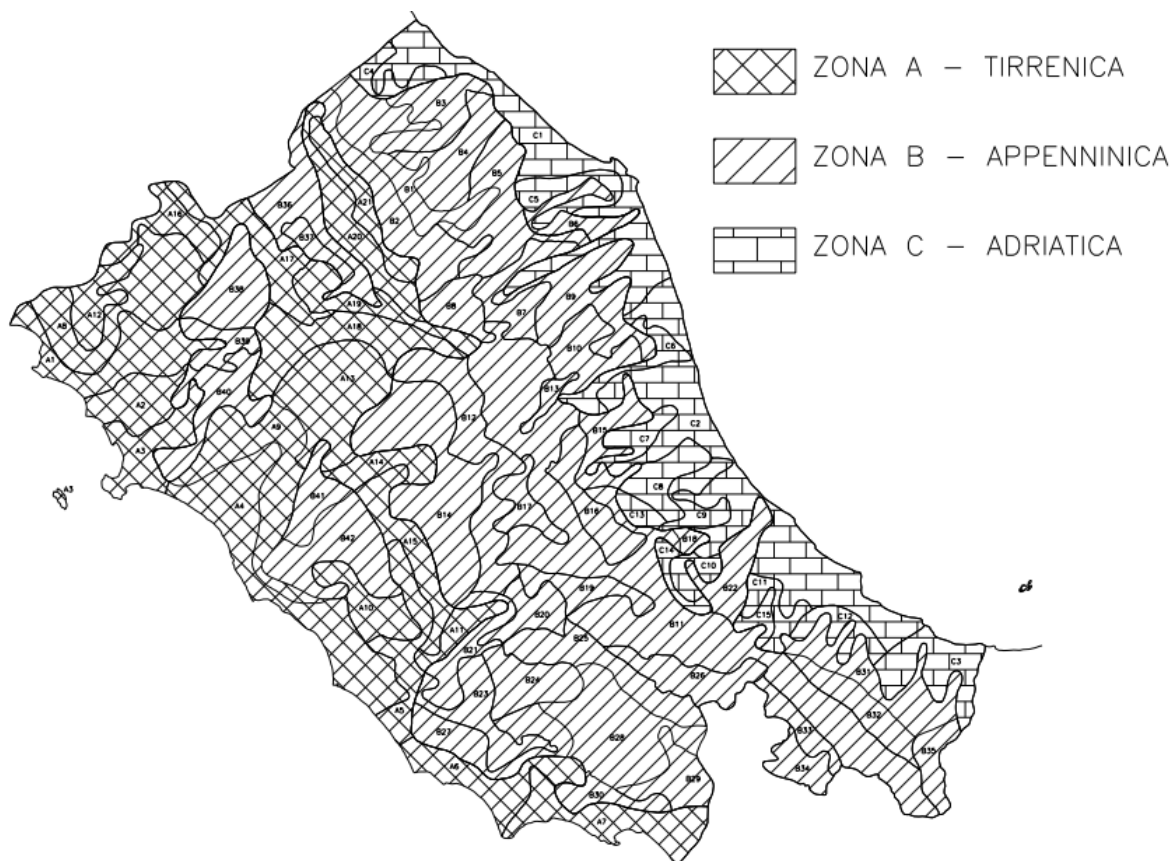 ZONA A – TIRRENICA
ZONA B – APPENNINICA
ZONA C – ADRIATICA
C4
B3
C1
B4
B5
B1
A21
C5
B6
A16
B36
B2
B37
A20
A17
B38
B8
B9
A12
A8
A19
B7
A18
A1
B39
B10
C6
A13
B40
B13
A2
B12
C2
A9
B15
C7
A3
A14
A3
B41
C8
A4
B17
B14
B16
C13
C9
B42
A15
B18
C14
C10
C11
B19
B22
A10
B20
C15
C12
A11
B11
B21
B25
C3
B26
B31
B24
B23
A5
B32
B27
B33
B28
B35
A6
B34
B29
B30
A7